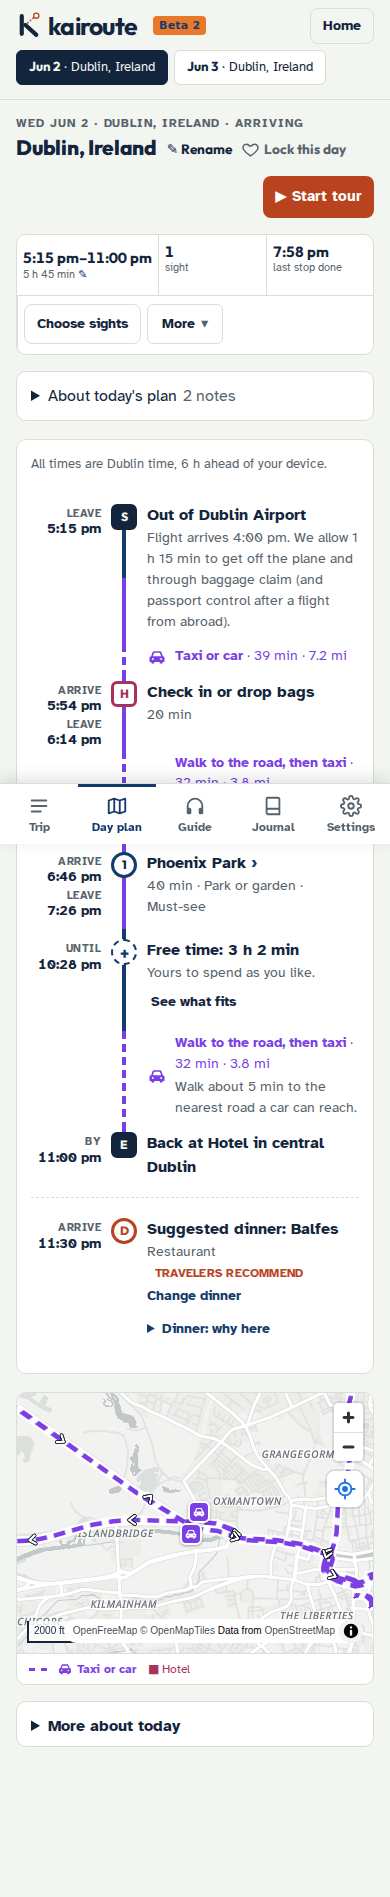 kairoute
Beta 2
Home
Jun 2 · Dublin, Ireland
Jun 3 · Dublin, Ireland
WED JUN 2 · DUBLIN, IRELAND · ARRIVING
Dublin, Ireland
✎ Rename
Lock this day
▶ Start tour
5:15 pm–11:00 pm
5 h 45 min ✎
1
sight
7:58 pm
last stop done
Choose sights
More ▼
▶ About today's plan 2 notes
All times are Dublin time, 6 h ahead of your device.
LEAVE
5:15 pm
S
Out of Dublin Airport
Flight arrives 4:00 pm. We allow 1
h 15 min to get off the plane and
through baggage claim (and
passport control after a flight
from abroad).
Taxi or car · 39 min · 7.2 mi
ARRIVE
5:54 pm
LEAVE
6:14 pm
H
Check in or drop bags
20 min
Walk to the road, then taxi ·
32 min · 3.8 mi
Trip
Day plan
Guide
Journal
Settings
ARRIVE
6:46 pm
LEAVE
7:26 pm
1
Phoenix Park ›
40 min · Park or garden ·
Must-see
UNTIL
10:28 pm
+
Free time: 3 h 2 min
Yours to spend as you like.
See what fits
Walk to the road, then taxi ·
32 min · 3.8 mi
Walk about 5 min to the
nearest road a car can reach.
BY
11:00 pm
E
Back at Hotel in central
Dublin
ARRIVE
11:30 pm
D
Suggested dinner: Balfes
Restaurant
TRAVELERS RECOMMEND
Change dinner
▶ Dinner: why here
+
−
GRANGEGORM
OXMANTOWN
ISLANDBRIDGE
KILMAINHAM
THE LIBERTIES
2000 ft
OpenFreeMap © OpenMapTiles Data from OpenStreetMap
Taxi or car
Hotel
▶ More about today